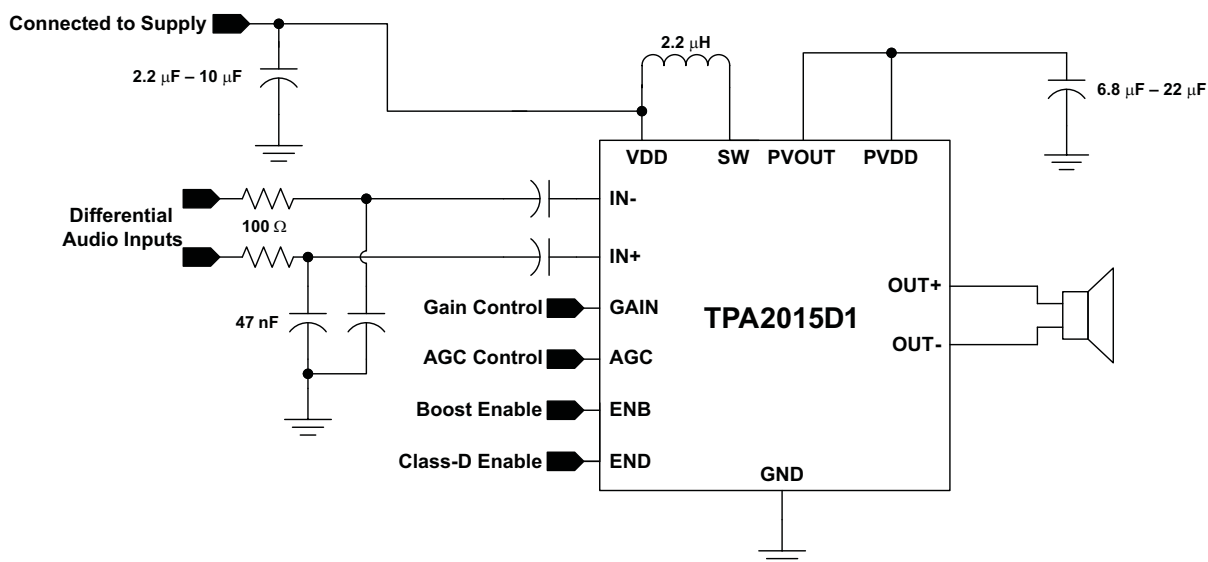 Connected to Supply
2.2 μH
2.2 μF – 10 μF
6.8 μF – 22 μF
VDD
SW
PVOUT
PVDD
IN-
Differential
Audio Inputs
100 Ω
IN+
OUT+
Gain Control
GAIN
TPA2015D1
47 nF
OUT-
AGC Control
AGC
Boost Enable
ENB
Class-D Enable
END
GND